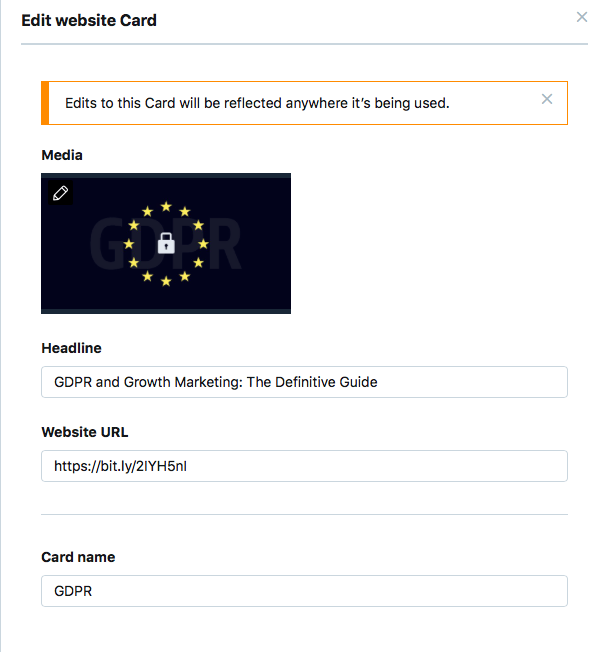 Edit website Card
Edits to this Card will be reflected anywhere it’s being used.
Media
GDPR
Headline
GDPR and Growth Marketing: The Definitive Guide
Website URL
https://bit.ly/2IYH5nI
Card name
GDPR